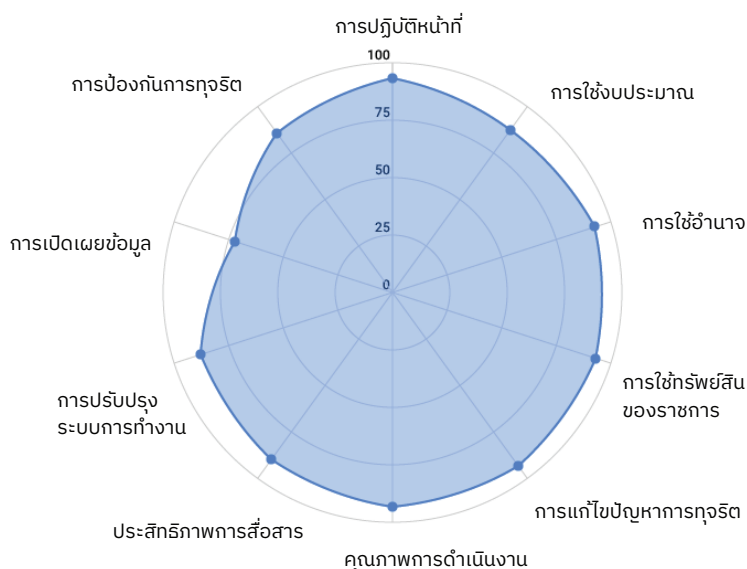 การปฏิบัติหน้าที่
100
การป้องกันการทุจริต
การใช้งบประมาณ
75
50
การใช้อำนาจ
การเปิดเผยข้อมูล
25
0
การใช้ทรัพย์สิน
ของราชการ
การปรับปรุง
ระบบการทำงาน
การแก้ไขปัญหาการทุจริต
ประสิทธิภาพการสื่อสาร
คุณภาพการดำเนินงาน